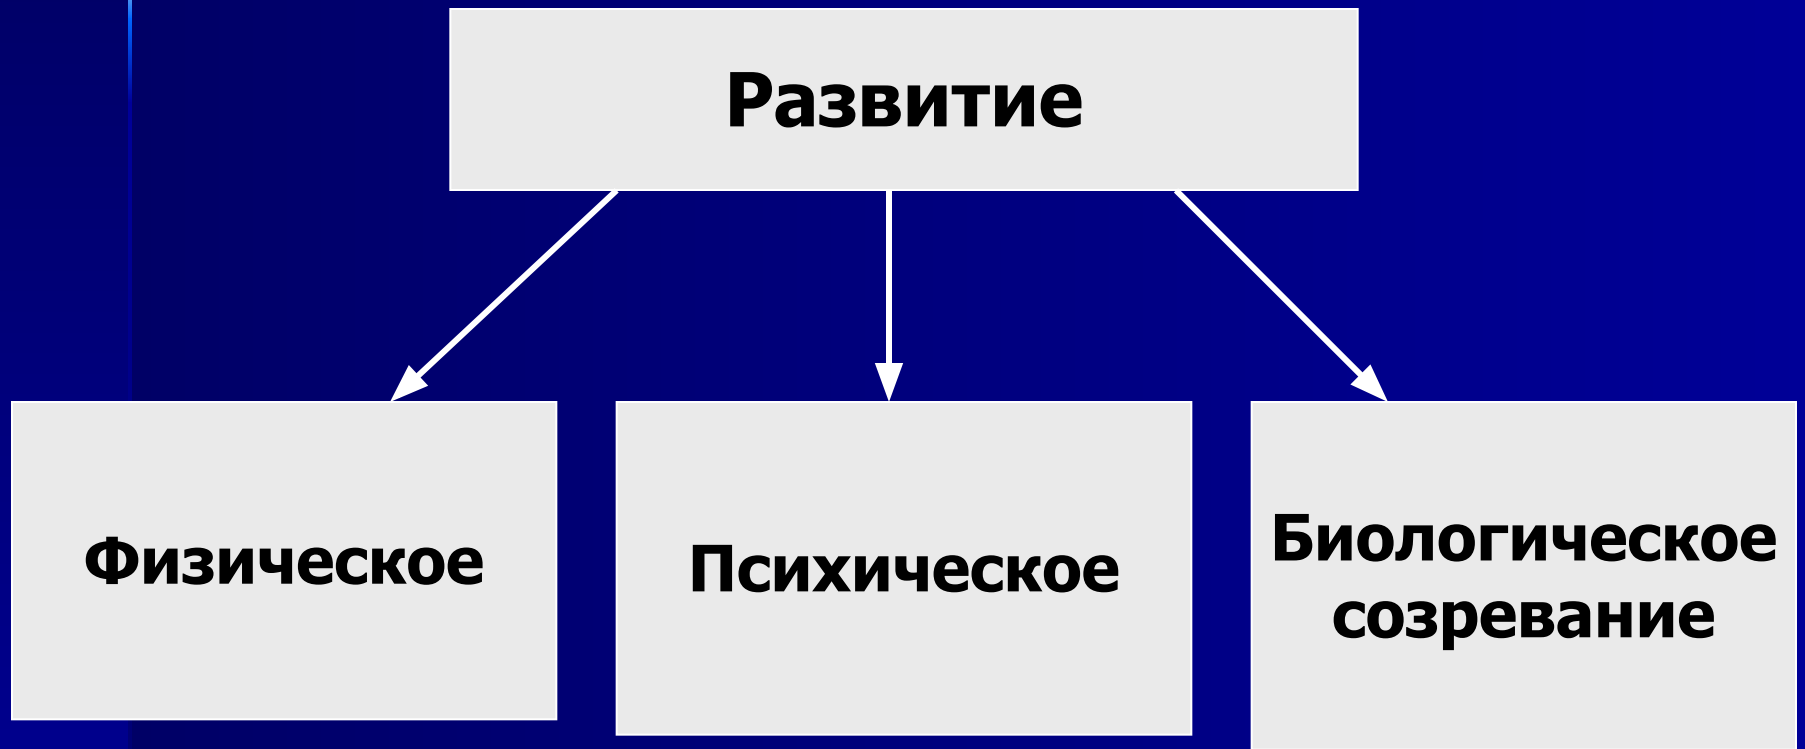 Развитие
Физическое
Психическое
Биологическое
созревание